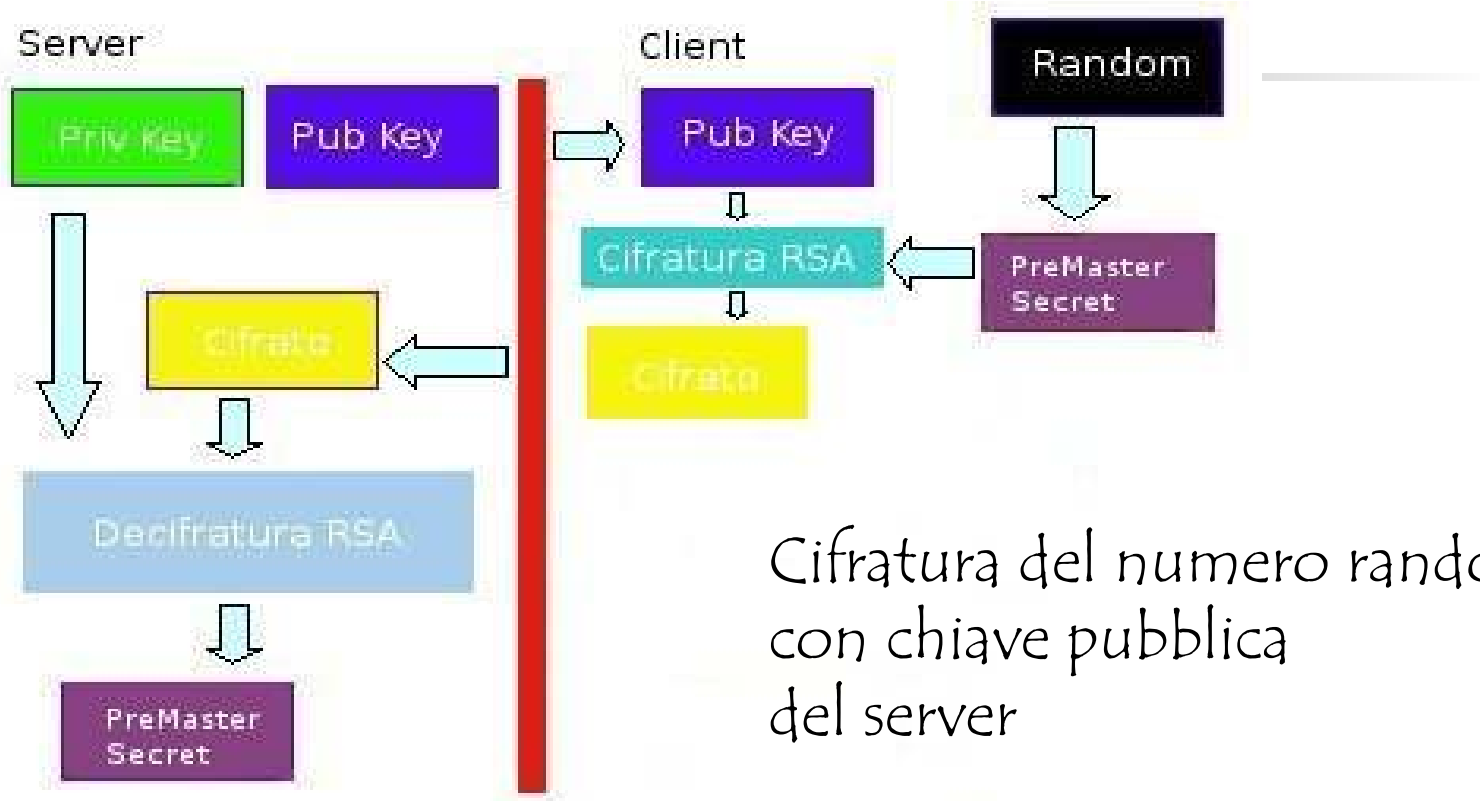 Server
Client
Random
Priv Key
Pub Key
Pub Key
Cifratura RSA
PreMaster
Secret
Cifrato
Cifrato
Decifratura RSA
PreMaster
Secret
Cifratura del numero rando
con chiave pubblica
del server